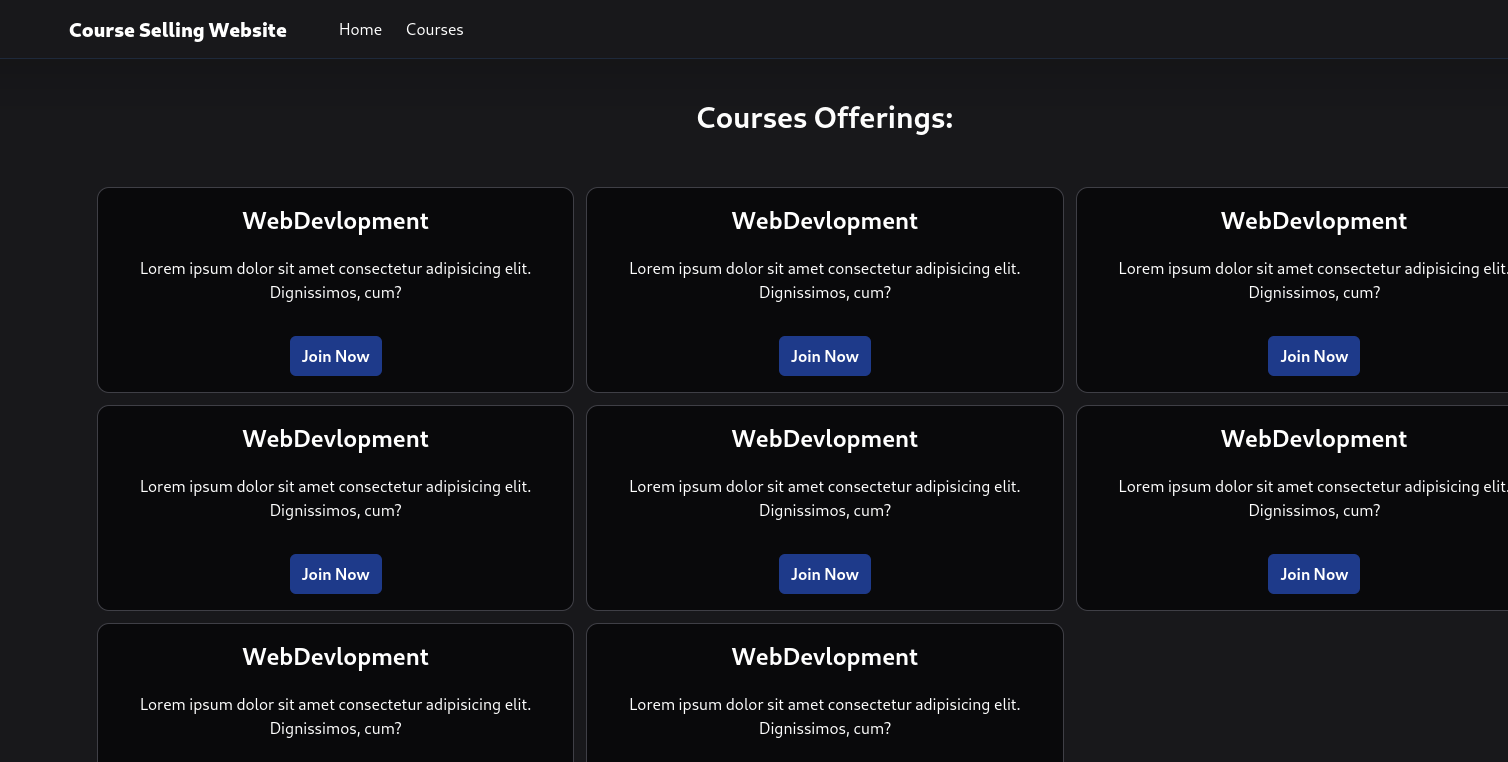 Course Selling Website Home Courses
Courses Offerings:
WebDevlopment WebDevlopment WebDevlopment
Lorem ipsum dolor sit amet consectetur adipisicing elit. Lorem ipsum dolor sit amet consectetur adipisicing elit. Lorem ipsum dolor sit amet consectetur adipisicing elit.
Dignissimos, cum? Dignissimos, cum? Dignissimos, cum?
Join Now Join Now Join Now
WebDevlopment WebDevlopment WebDevlopment
Lorem ipsum dolor sit amet consectetur adipisicing elit. Lorem ipsum dolor sit amet consectetur adipisicing elit. Lorem ipsum dolor sit amet consectetur adipisicing elit.
Dignissimos, cum? Dignissimos, cum? Dignissimos, cum?
Join Now Join Now Join Now
WebDevlopment WebDevlopment
Lorem ipsum dolor sit amet consectetur adipisicing elit. Lorem ipsum dolor sit amet consectetur adipisicing elit.
Dignissimos, cum? Dignissimos, cum?